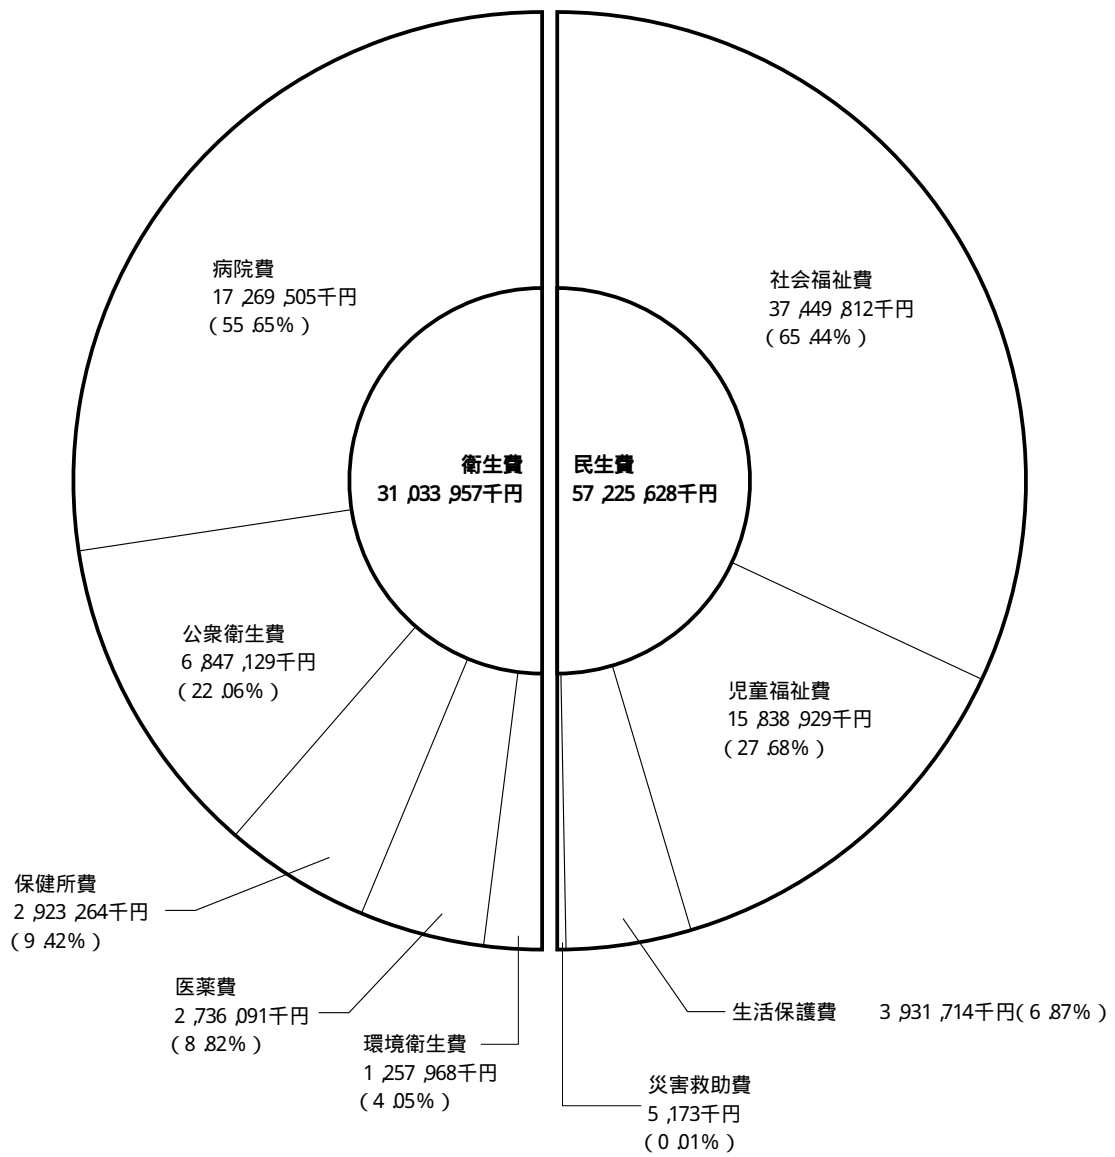 病院費
17,269,505千円
(55.65%)
社会福祉費
37,449,812千円
(65.44%)
衛生費
31,033,957千円
民生費
57,225,628千円
公衆衛生費
6,847,129千円
(22.06%)
児童福祉費
15,838,929千円
(27.68%)
保健所費
2,923,264千円
(9.42%)
医薬費
2,736,091千円
(8.82%)
環境衛生費
1,257,968千円
(4.05%)
生活保護費 3,931,714千円(6.87%)
災害救助費
5,173千円
(0.01%)